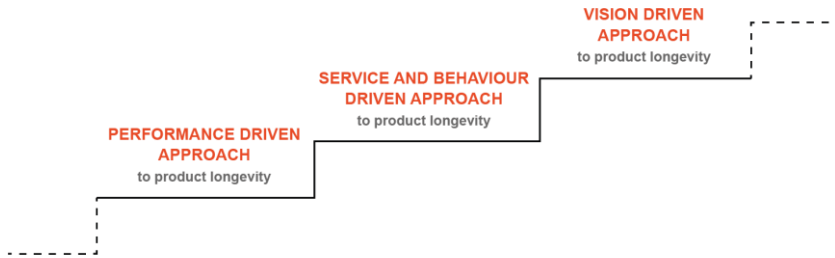 VISION DRIVEN
APPROACH
to product longevity
SERVICE AND BEHAVIOUR
DRIVEN APPROACH
to product longevity
PERFORMANCE DRIVEN
APPROACH
to product longevity